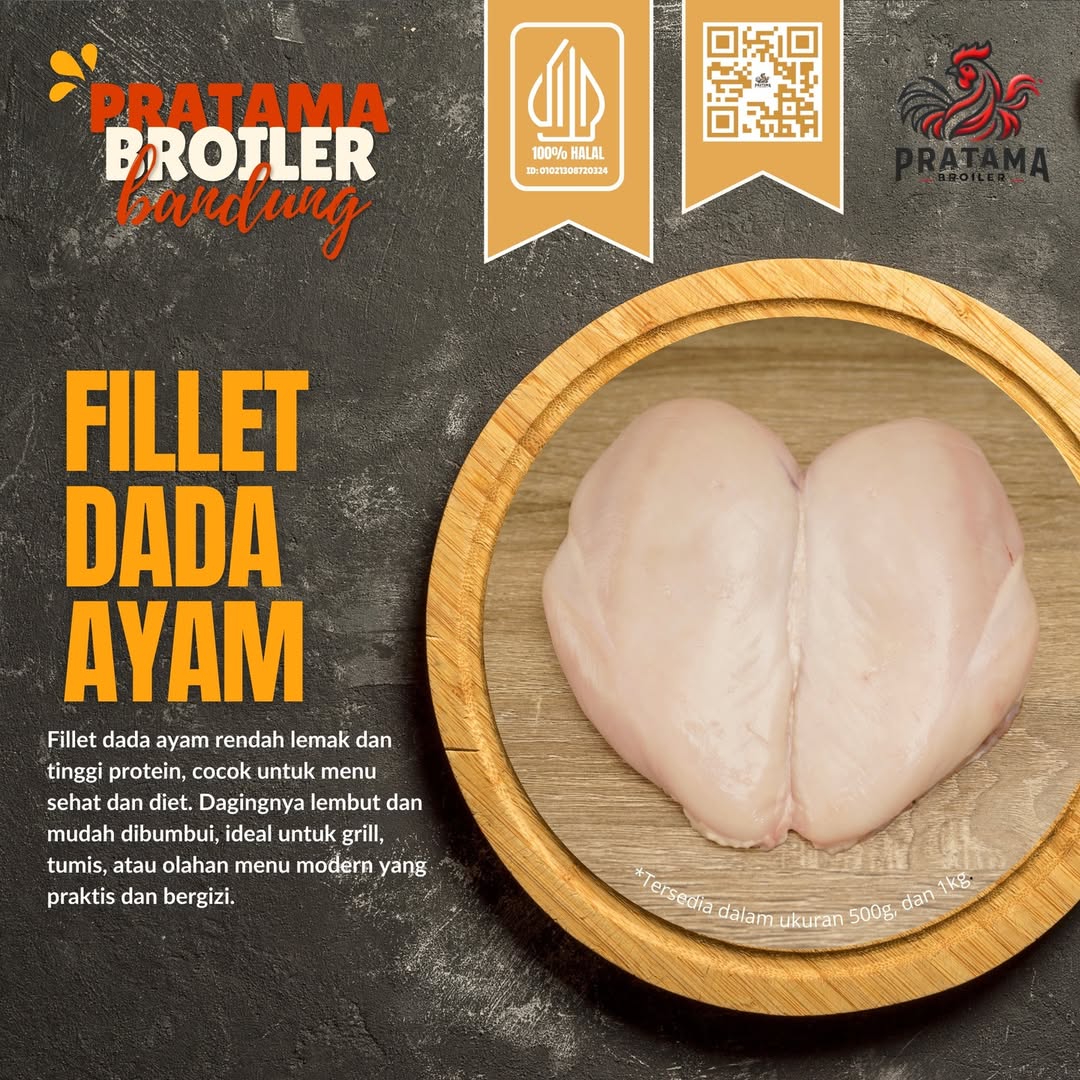 PRATAMA
BROILER
bandung
100% HALAL
ID: 01021308720324
PRATAMA
BROILER
FILLET
DADA
AYAM
Fillet dada ayam rendah lemak dan
tinggi protein, cocok untuk menu
sehat dan diet. Dagingnya lembut dan
mudah dibumbui, ideal untuk grill,
tumis, atau olahan menu modern yang
praktis dan bergizi.
*Tersedia dalam ukuran 500g, dan 1kg.